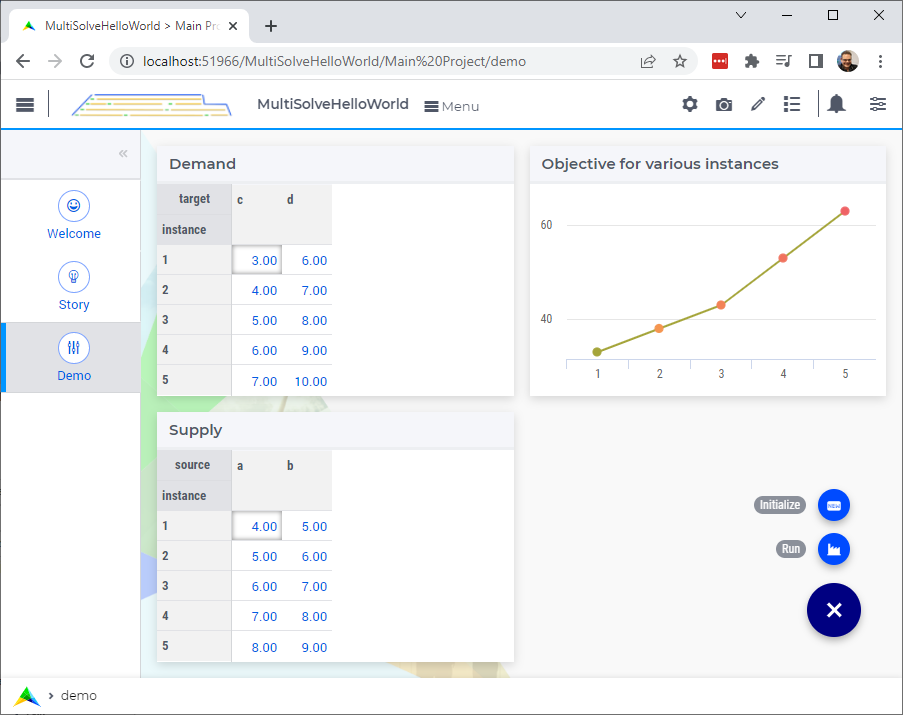 MultiSolveHelloWorld > Main Pro
localhost:51966/MultiSolveHelloWorld/Main%20Project/demo
MultiSolveHelloWorld Menu
«
Welcome
Story
Demo
Demand
target c d
instance
1 3.00 6.00
2 4.00 7.00
3 5.00 8.00
4 6.00 9.00
5 7.00 10.00
Objective for various instances
60
40
1 2 3 4 5
Supply
source a b
instance
1 4.00 5.00
2 5.00 6.00
3 6.00 7.00
4 7.00 8.00
5 8.00 9.00
Initialize NEW
Run
demo